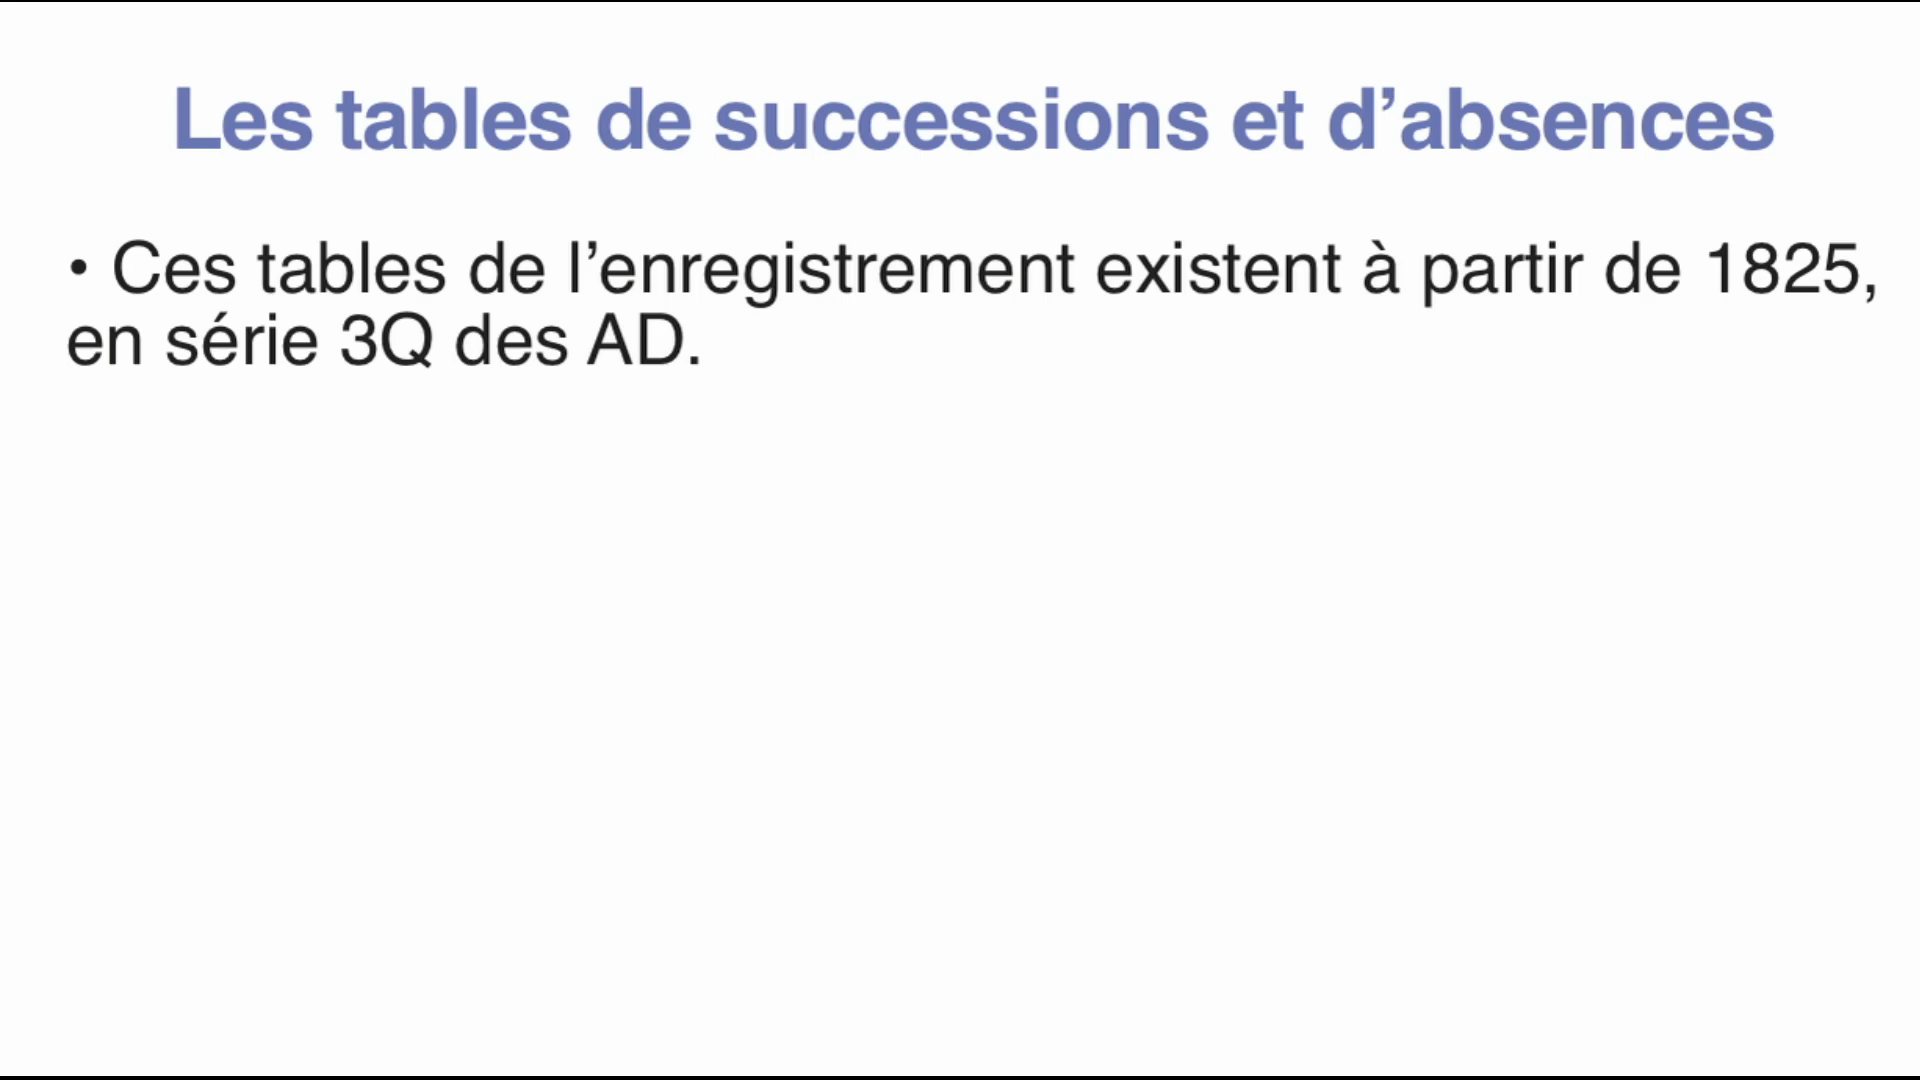 Les tables de successions et d’absences
• Ces tables de l’enregistrement existent à partir de 1825,
en série 3Q des AD.